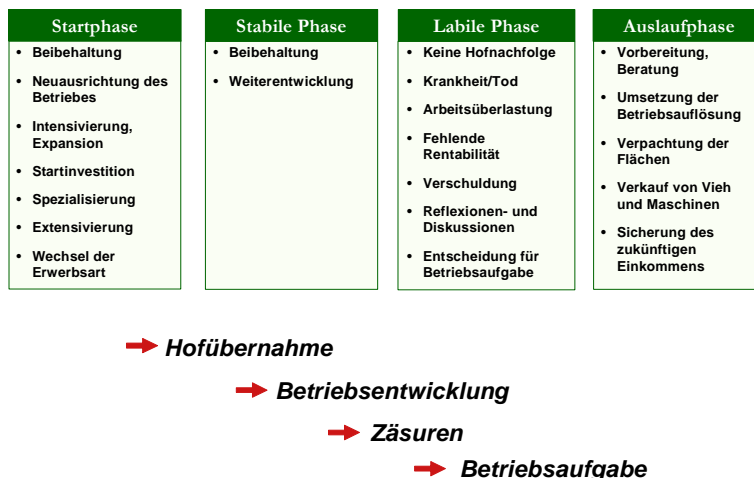 Startphase
• Beibehaltung
• Neuausrichtung des
Betriebes
• Intensivierung,
Expansion
• Startinvestition
• Spezialisierung
• Extensivierung
• Wechsel der
Erwerbsart
Stabile Phase
• Beibehaltung
• Weiterentwicklung
Labile Phase
• Keine Hofnachfolge
• Krankheit/Tod
• Arbeitsüberlastung
• Fehlende
Rentabilität
• Verschuldung
• Reflexionen- und
Diskussionen
• Entscheidung für
Betriebsaufgabe
Auslaufphase
• Vorbereitung,
Beratung
• Umsetzung der
Betriebsauflösung
• Verpachtung der
Flächen
• Verkauf von Vieh
und Maschinen
• Sicherung des
zukünftigen
Einkommens
Hofübernahme
Betriebsentwicklung
Zäsuren
Betriebsaufgabe